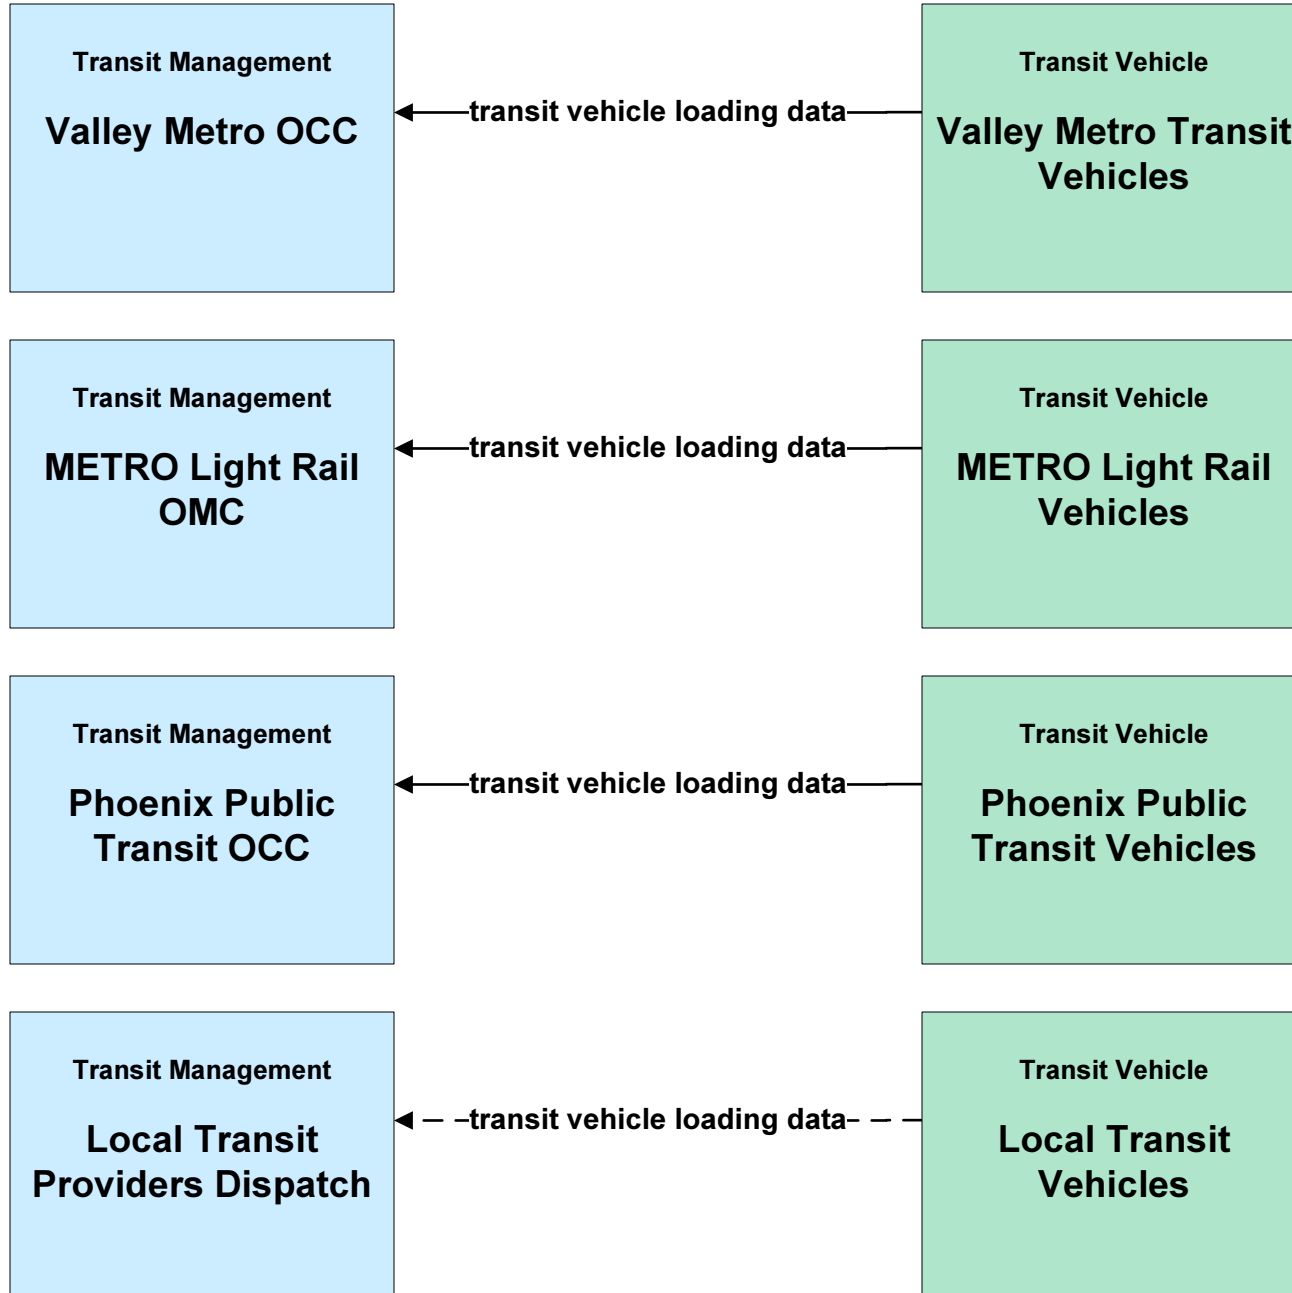 Transit Management
Valley Metro OCC
transit vehicle loading data
Transit Vehicle
Valley Metro Transit
Vehicles
Transit Management
METRO Light Rail
OMC
transit vehicle loading data
Transit Vehicle
METRO Light Rail
Vehicles
Transit Management
Phoenix Public
Transit OCC
transit vehicle loading data
Transit Vehicle
Phoenix Public
Transit Vehicles
Transit Management
Local Transit
Providers Dispatch
transit vehicle loading data
Transit Vehicle
Local Transit
Vehicles